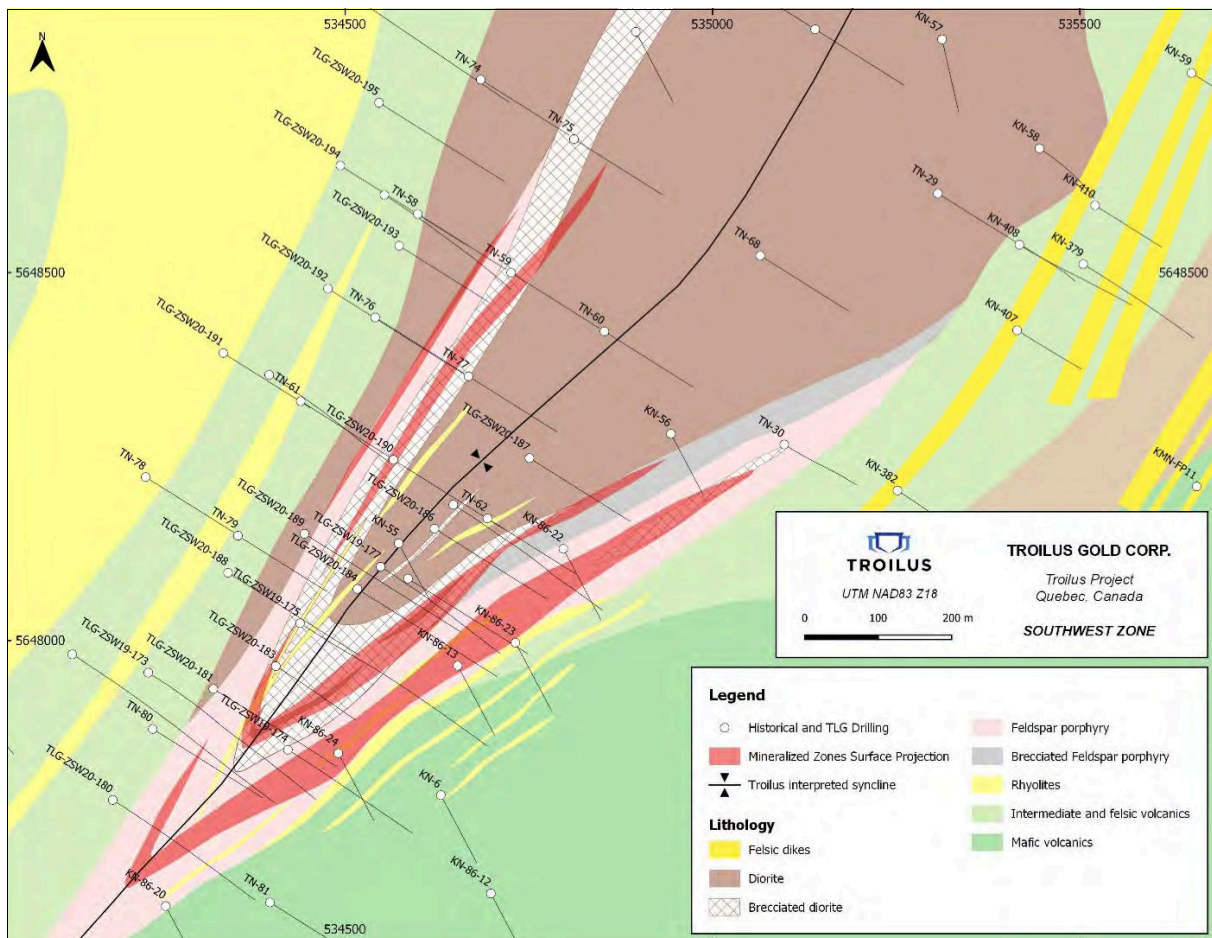 534500
535000
535500
N
KN-57
TN-74
KN-59
TLG-ZSW20-195
TN-75
KN-58
TLG-ZSW20-194
TN-29
KN-410
TN-58
TLG-ZSW20-193
KN-408
KN-379
TN-68
TN-59
TLG-ZSW20-192
5648500
5648500
TN-76
TN-60
KN-407
TLG-ZSW20-191
TN-77
TN-61
TLG-ZSW20-187
KN-56
TLG-ZSW20-190
TN-30
TN-78
KN-382
KMN-FP11
TN-62
TLG-ZSW20-186
TN-79
TLG-ZSW20-189
KN-55
KN-86-22
TLG-ZSW19-177
TLG-ZSW20-188
TLG-ZSW20-184
TLG-ZSW19-175
5648000
KN-86-23
TLG-ZSW20-183
KN-86-13
TLG-ZSW19-173
TLG-ZSW20-181
TLG-ZSW19-174
TN-80
KN-86-24
TLG-ZSW20-180
KN-6
KN-86-20
TN-81
KN-86-12
534500
TROILUS
UTM NAD83 Z18
0 100 200 m
TROILUS GOLD CORP.
Troilus Project
Quebec, Canada
SOUTHWEST ZONE
Legend
Historical and TLG Drilling
Mineralized Zones Surface Projection
Troilus interpreted syncline
Lithology
Felsic dikes
Diorite
Brecciated diorite
Feldspar porphyry
Brecciated Feldspar porphyry
Rhyolites
Intermediate and felsic volcanics
Mafic volcanics